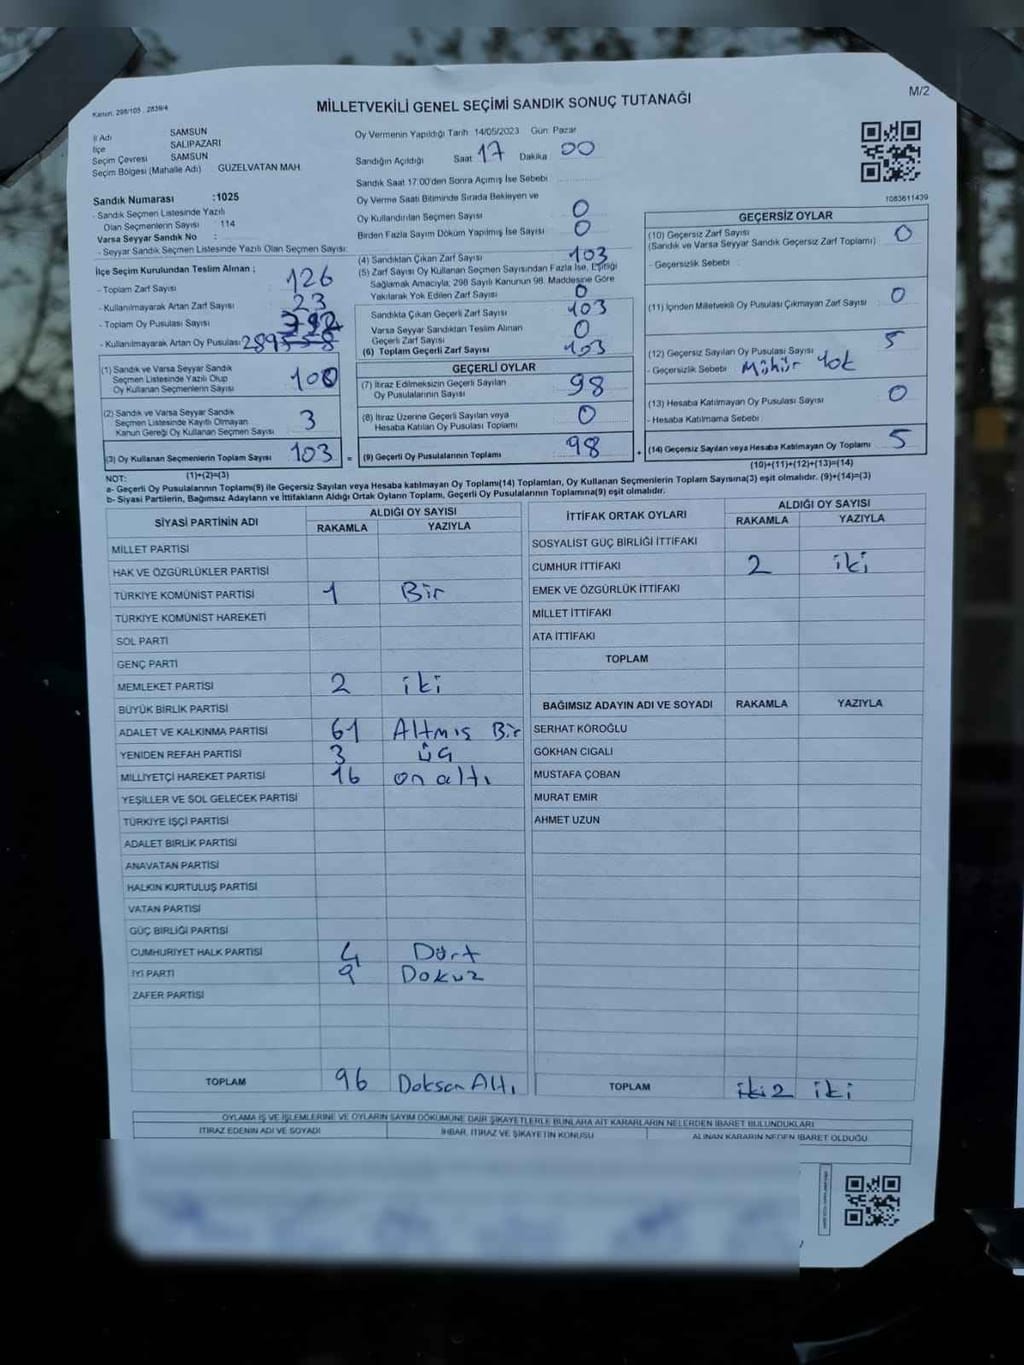 Kanun: 298/105 , 2839/4
MİLLETVEKİLİ GENEL SEÇİMİ SANDIK SONUÇ TUTANAĞI
M/2
İl Adı SAMSUN
İlçe SALIPAZARI
Seçim Çevresi SAMSUN
Seçim Bölgesi (Mahalle Adı) GÜZELVATAN MAH
Sandık Numarası :1025
- Sandık Seçmen Listesinde Yazılı
Olan Seçmenlerin Sayısı 114
Varsa Seyyar Sandık No :
- Seyyar Sandık Seçmen Listesinde Yazılı Olan Seçmen Sayısı:
İlçe Seçim Kurulundan Teslim Alınan ;
- Toplam Zarf Sayısı 126
- Kullanılmayarak Artan Zarf Sayısı 23
- Toplam Oy Pusulası Sayısı
- Kullanılmayarak Artan Oy Pusulası
(1) Sandık ve Varsa Seyyar Sandık
Seçmen Listesinde Yazılı Olup
Oy Kullanan Seçmenlerin Sayısı 100
(2) Sandık ve Varsa Seyyar Sandık
Seçmen Listesinde Kayıtlı Olmayan
Kanun Gereği Oy Kullanan Seçmen Sayısı 3
(3) Oy Kullanan Seçmenlerin Toplam Sayısı 103 =
(1)+(2)=(3)
Oy Vermenin Yapıldığı Tarih 14/05/2023 Gün Pazar
Sandığın Açıldığı Saat 17 Dakika 00
Sandık Saat 17:00'den Sonra Açmış İse Sebebi
Oy Verme Saati Bitiminde Sırada Bekleyen ve
Oy Kullandırılan Seçmen Sayısı 0
Birden Fazla Sayım Döküm Yapılmış İse Sayısı 0
(4) Sandıktan Çıkan Zarf Sayısı 103
(5) Zarf Sayısı Oy Kullanan Seçmen Sayısından Fazla İse, Eşitliği
Sağlamak Amacıyla, 298 Sayılı Kanunun 98. Maddesine Göre
Yakılarak Yok Edilen Zarf Sayısı 0
Sandıkta Çıkan Geçerli Zarf Sayısı 103
Varsa Seyyar Sandıktan Teslim Alınan
Geçerli Zarf Sayısı 0
(6) Toplam Geçerli Zarf Sayısı 103
GEÇERLİ OYLAR
(7) İtiraz Edilmeksizin Geçerli Sayılan
Oy Pusulalarının Sayısı 98
(8) İtiraz Üzerine Geçerli Sayılan veya
Hesaba Katılan Oy Pusulası Toplamı 0
(9) Geçerli Oy Pusulalarının Toplamı 98 +
1083611439
GEÇERSİZ OYLAR
(10) Geçersiz Zarf Sayısı 0
(Sandık ve Varsa Seyyar Sandık Geçersiz Zarf Toplamı)
- Geçersizlik Sebebi :
(11) İçinden Milletvekili Oy Pusulası Çıkmayan Zarf Sayısı 0
(12) Geçersiz Sayılan Oy Pusulası Sayısı 5
- Geçersizlik Sebebi Mühür Yok
(13) Hesaba Katılmayan Oy Pusulası Sayısı 0
- Hesaba Katılmama Sebebi :
(14) Geçersiz Sayılan veya Hesaba Katılmayan Oy Toplamı 5
(10)+(11)+(12)+(13)=(14)
NOT:
a- Geçerli Oy Pusulalarının Toplamı(9) ile Geçersiz Sayılan veya Hesaba katılmayan Oy Toplamı(14) Toplamları, Oy Kullanan Seçmenlerin Toplam Sayısına(3) eşit olmalıdır. (9)+(14)=(3)
b- Siyasi Partilerin, Bağımsız Adayların ve İttifakların Aldığı Ortak Oyların Toplamı, Geçerli Oy Pusulalarının Toplamına(9) eşit olmalıdır.
SİYASİ PARTİNİN ADI ALDIĞI OY SAYISI
RAKAMLA YAZIYLA
MİLLET PARTİSİ
HAK VE ÖZGÜRLÜKLER PARTİSİ
TÜRKİYE KOMÜNİST PARTİSİ 1 Bir
TÜRKİYE KOMÜNİST HAREKETİ
SOL PARTİ
GENÇ PARTİ
MEMLEKET PARTİSİ 2 iki
BÜYÜK BİRLİK PARTİSİ
ADALET VE KALKINMA PARTİSİ 61 Altmış Bir
YENİDEN REFAH PARTİSİ 3 üç
MİLLİYETÇİ HAREKET PARTİSİ 16 on altı
YEŞİLLER VE SOL GELECEK PARTİSİ
TÜRKİYE İŞÇİ PARTİSİ
ADALET BİRLİK PARTİSİ
ANAVATAN PARTİSİ
HALKIN KURTULUŞ PARTİSİ
VATAN PARTİSİ
GÜÇ BİRLİĞİ PARTİSİ
CUMHURİYET HALK PARTİSİ 4 Dört
İYİ PARTİ 9 Dokuz
ZAFER PARTİSİ
TOPLAM 96 Doksan Altı
İTTİFAK ORTAK OYLARI ALDIĞI OY SAYISI
RAKAMLA YAZIYLA
SOSYALİST GÜÇ BİRLİĞİ İTTİFAKI
CUMHUR İTTİFAKI 2 iki
EMEK VE ÖZGÜRLÜK İTTİFAKI
MİLLET İTTİFAKI
ATA İTTİFAKI
TOPLAM
BAĞIMSIZ ADAYIN ADI VE SOYADI RAKAMLA YAZIYLA
SERHAT KÖROĞLU
GÖKHAN CIGALI
MUSTAFA ÇOBAN
MURAT EMİR
AHMET UZUN
TOPLAM iki 2 iki
OYLAMA İŞ VE İŞLEMLERİNE VE OYLARIN SAYIM DÖKÜMÜNE DAİR ŞİKAYETLERLE BUNLARA AİT KARARLARIN NELERDEN İBARET BULUNDUKLARI
İTİRAZ EDENİN ADI VE SOYADI İHBAR, İTİRAZ VE ŞİKAYETİN KONUSU ALINAN KARARIN NEDEN İBARET OLDUĞU